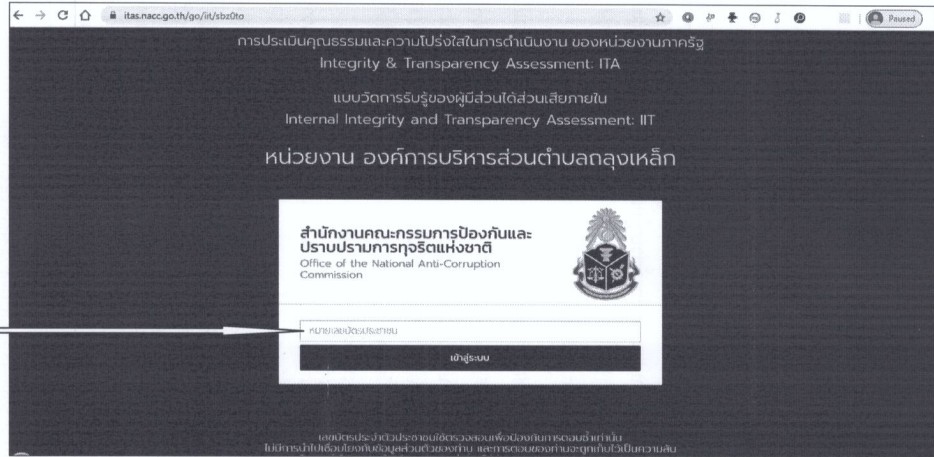 itas.nacc.go.th/go/iit/sbz0to
Paused
การประเมินคุณธรรมและความโปร่งใสในการดำเนินงาน ของหน่วยงานภาครัฐ
Integrity & Transparency Assessment: ITA
แบบวัดการรับรู้ของผู้มีส่วนได้ส่วนเสียภายใน
Internal Integrity and Transparency Assessment: IIT
หน่วยงาน องค์การบริหารส่วนตำบลถลุงเหล็ก
สำนักงานคณะกรรมการป้องกันและ
ปราบปรามการทุจริตแห่งชาติ
Office of the National Anti-Corruption
Commission
หมายเลขบัตรประชาชน
เข้าสู่ระบบ
เลขบัตรประจำตัวประชาชนใช้ตรวจสอบเพื่อป้องกันการตอบซ้ำเท่านั้น
ไม่มีการนำไปเชื่อมโยงกับข้อมูลส่วนตัวของท่าน และการตอบของท่านจะถูกเก็บไว้เป็นความลับ